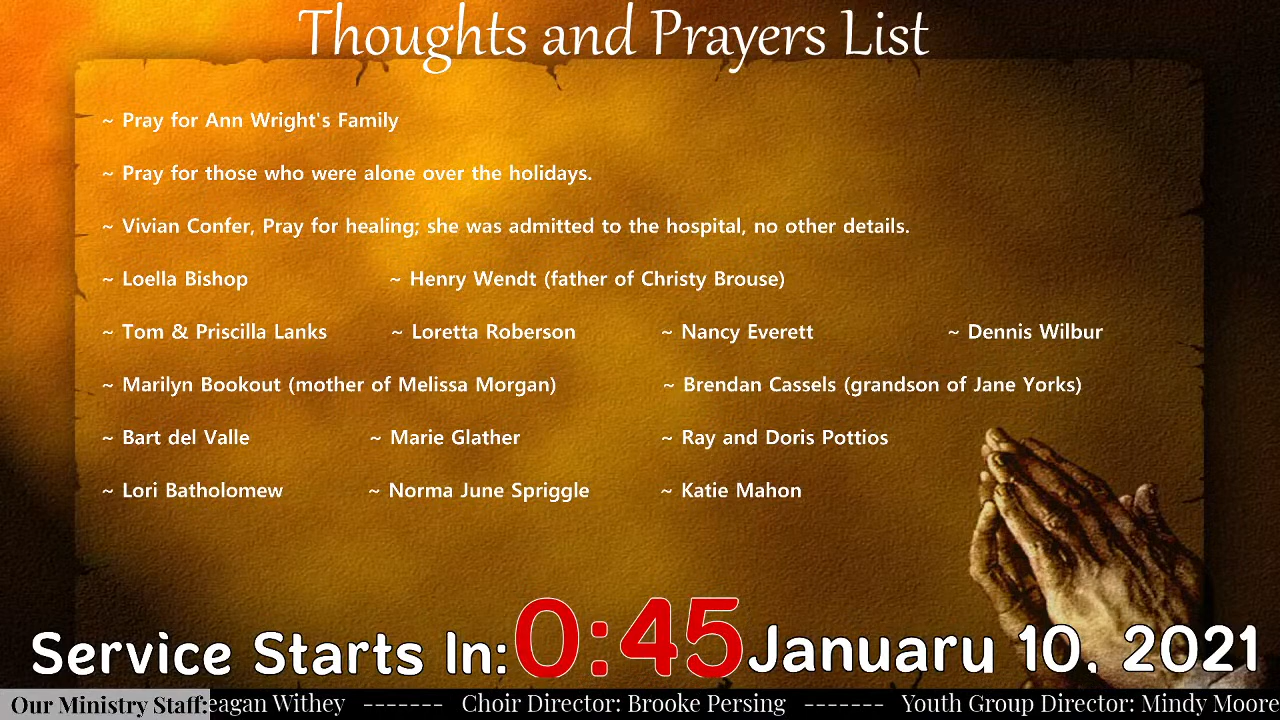 Thoughts and Prayers List
~ Pray for Ann Wright's Family
~ Pray for those who were alone over the holidays.
~ Vivian Confer, Pray for healing; she was admitted to the hospital, no other details.
~ Loella Bishop ~ Henry Wendt (father of Christy Brouse)
~ Tom & Priscilla Lanks ~ Loretta Roberson ~ Nancy Everett ~ Dennis Wilbur
~ Marilyn Bookout (mother of Melissa Morgan) ~ Brendan Cassels (grandson of Jane Yorks)
~ Bart del Valle ~ Marie Glather ~ Ray and Doris Pottios
~ Lori Batholomew ~ Norma June Spriggle ~ Katie Mahon
Service Starts In: 0:45 January 10, 2021
Our Ministry Staff: eagan Withey ------- Choir Director: Brooke Persing ------- Youth Group Director: Mindy Moore